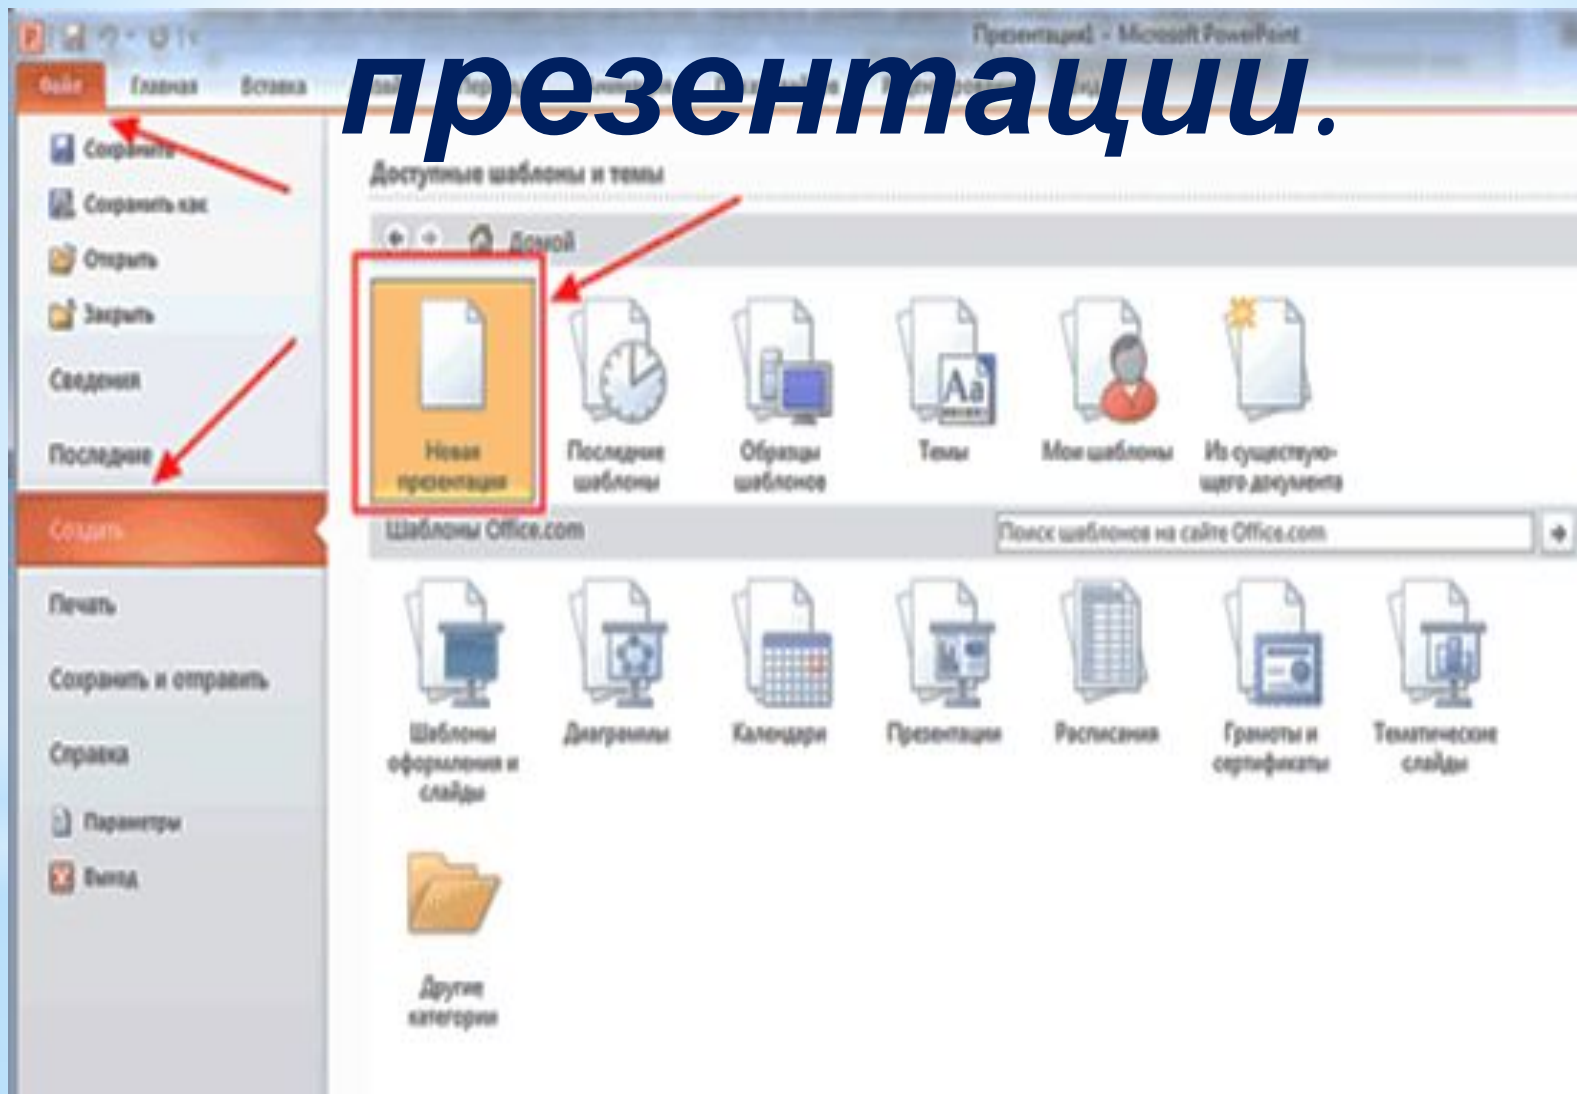 Презентация1 - Microsoft PowerPoint
презентации.
Файл Главная Вставка
Сохранить
Сохранить как
Открыть
Закрыть
Сведения
Последние
Создать
Печать
Сохранить и отправить
Справка
Параметры
Выход
Доступные шаблоны и темы
Домой
Новая
презентация
Последние
шаблоны
Образцы
шаблонов
Темы
Мои шаблоны
Из существую-
щего документа
Шаблоны Office.com
Поиск шаблонов на сайте Office.com
Шаблоны
оформления и
слайды
Диаграммы
Календари
Презентации
Расписания
Грамоты и
сертификаты
Тематические
слайды
Другие
категории